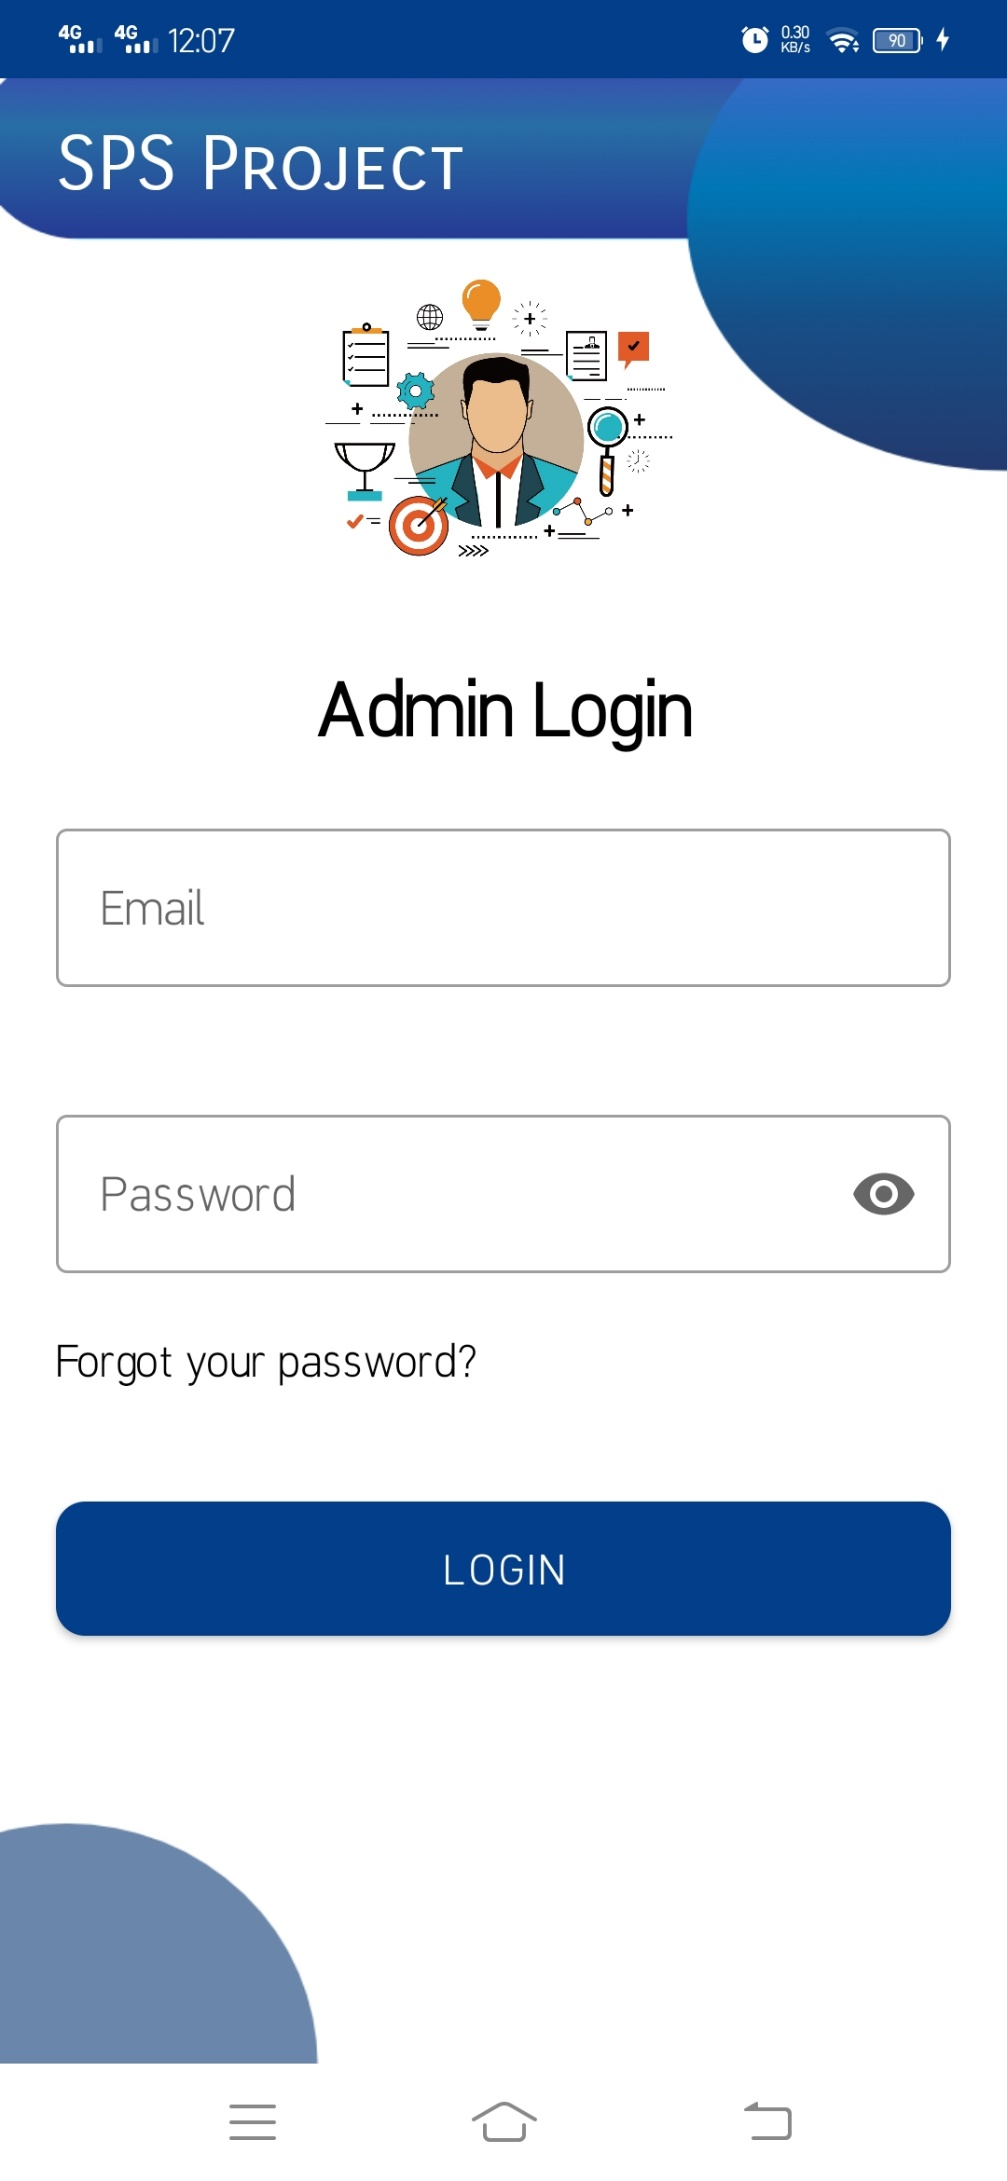 4G 4G 12:07 0.30 KB/s 90
SPS PROJECT
Admin Login
Email
Password
Forgot your password?
LOGIN